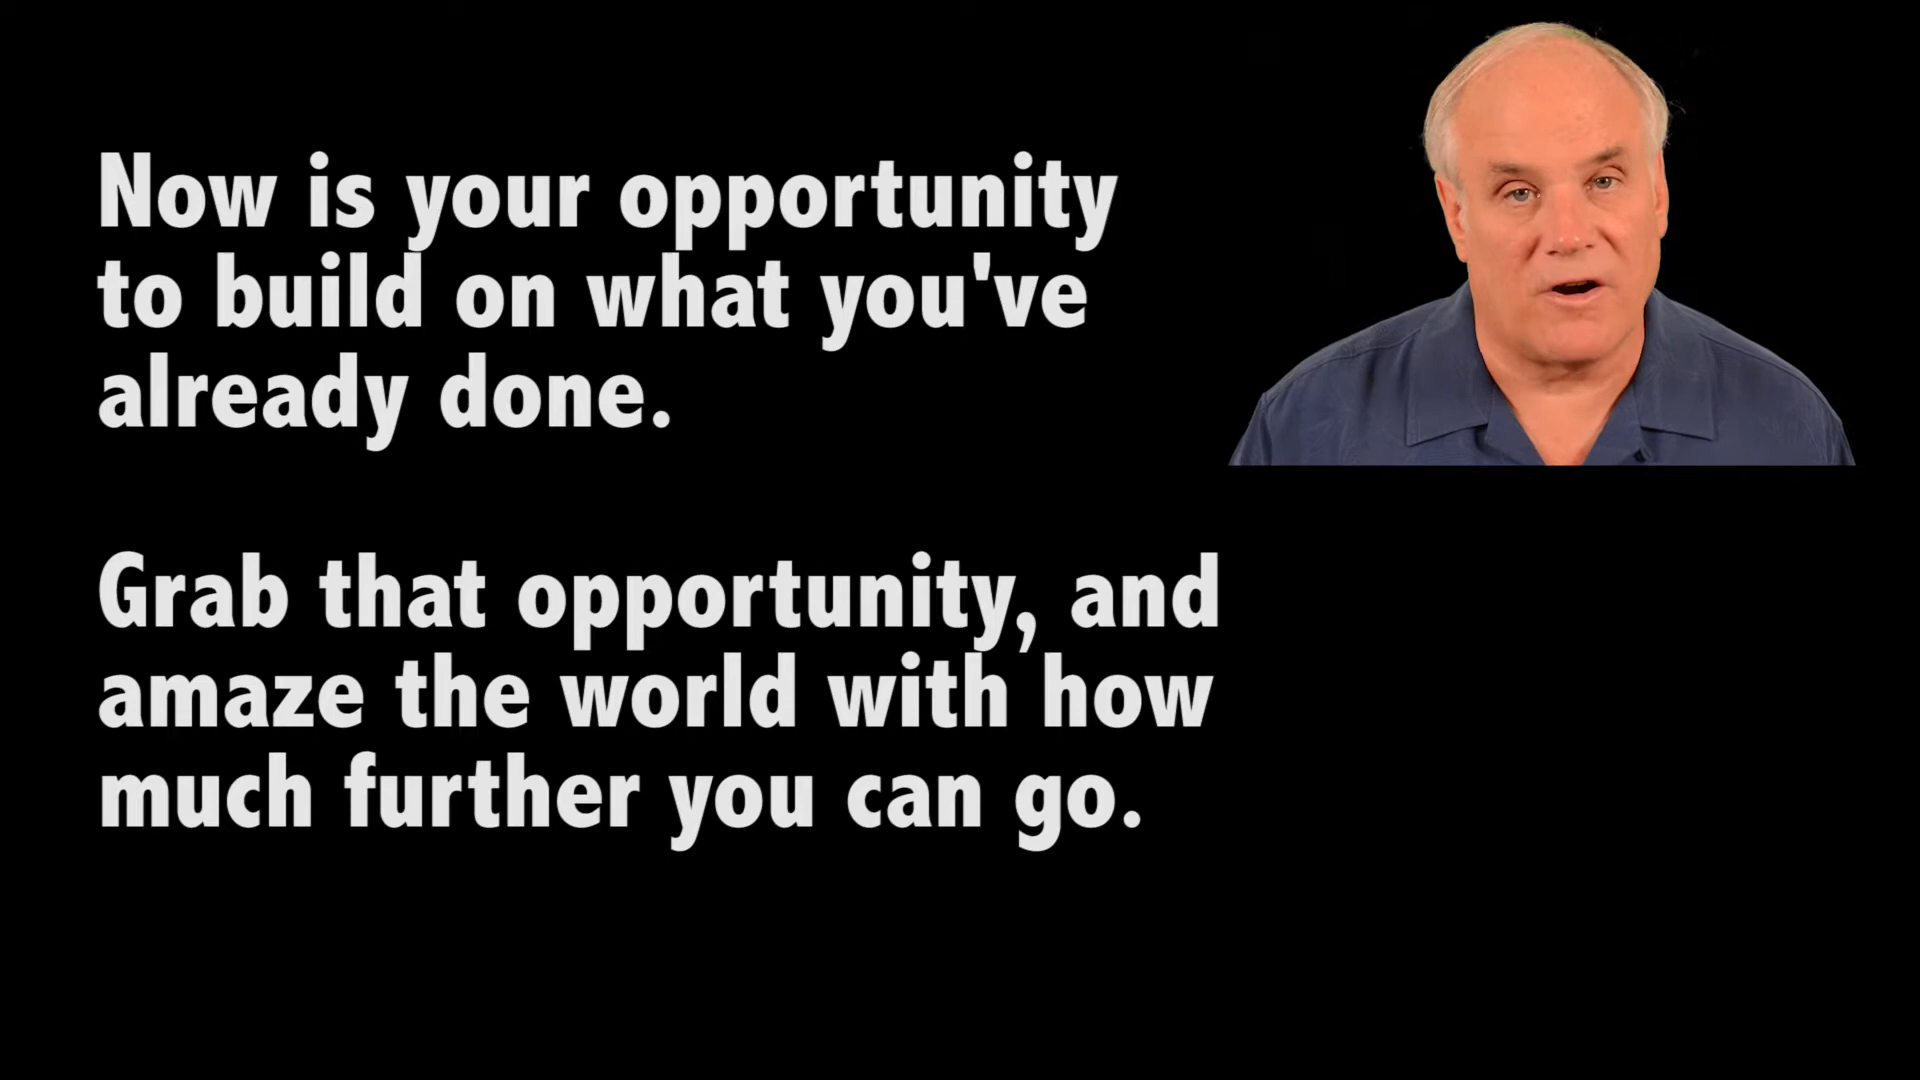 Now is your opportunity
to build on what you've
already done.
Grab that opportunity, and
amaze the world with how
much further you can go.